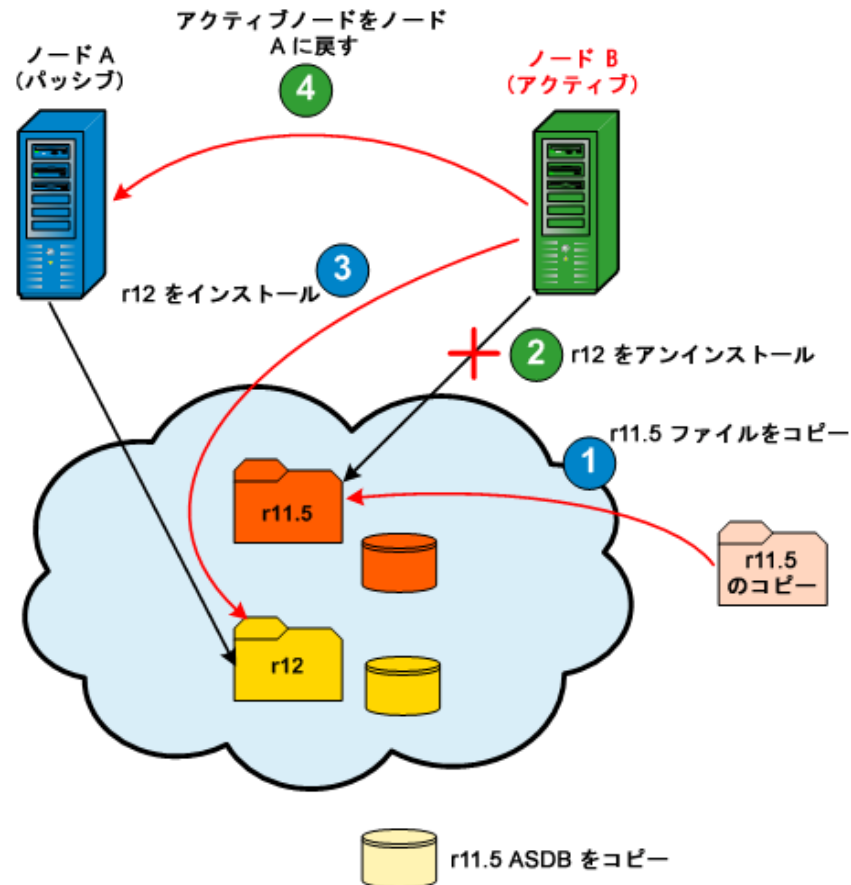 アクティブノードをノード
A に戻す
4
ノード A
(パッシブ)
ノード B
(アクティブ)
3
r12 をインストール
2
r12 をアンインストール
1
r11.5 ファイルをコピー
r11.5
r11.5
のコピー
r12
r11.5 ASDB をコピー